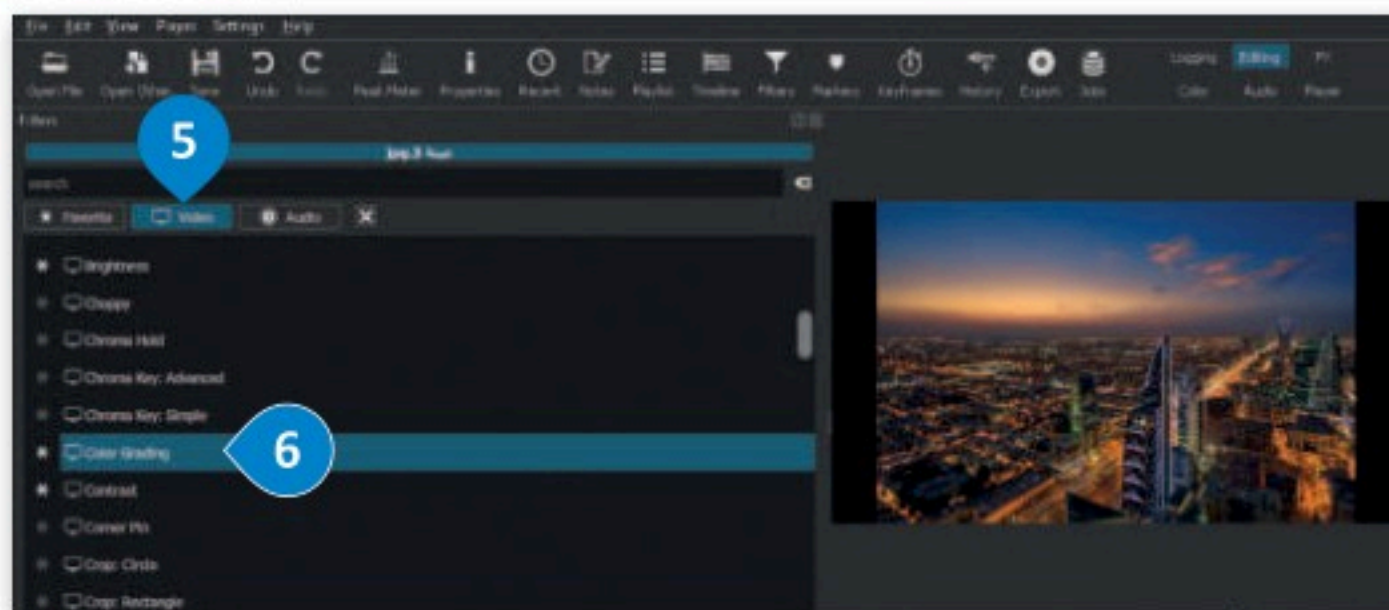 File Edit View Player Settings Help
Open File Open Other Save Undo Redo Peak Meter Properties Recent Notes Playlist Timeline Filters Markers Keyframes History Export Jobs
Logging Editing FX
Color Audio Player
Filters
5
search
Favorite Video Audio
Brightness
Choppy
Chroma Hold
Chroma Key: Advanced
Chroma Key: Simple
Color Grading
6
Contrast
Corner Pin
Crop: Circle
Crop: Rectangle